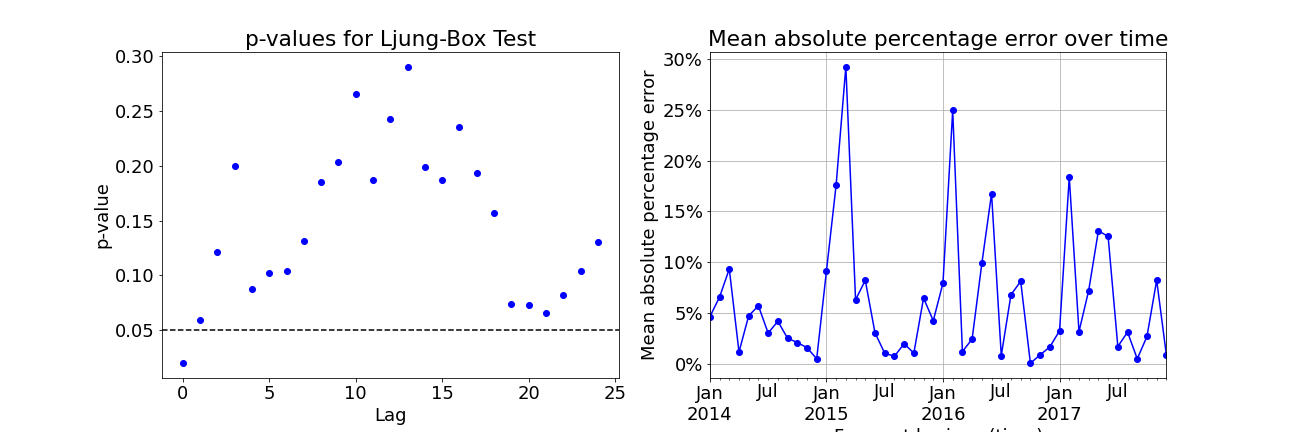 p-values for Ljung-Box Test
0.30
0.25
0.20
0.15
0.10
0.05
p-value
0 5 10 15 20 25
Lag
Mean absolute percentage error over time
30%
25%
20%
15%
10%
5%
0%
Mean absolute percentage error
Jan Jul Jan Jul Jan Jul Jan Jul
2014 2015 2016 2017